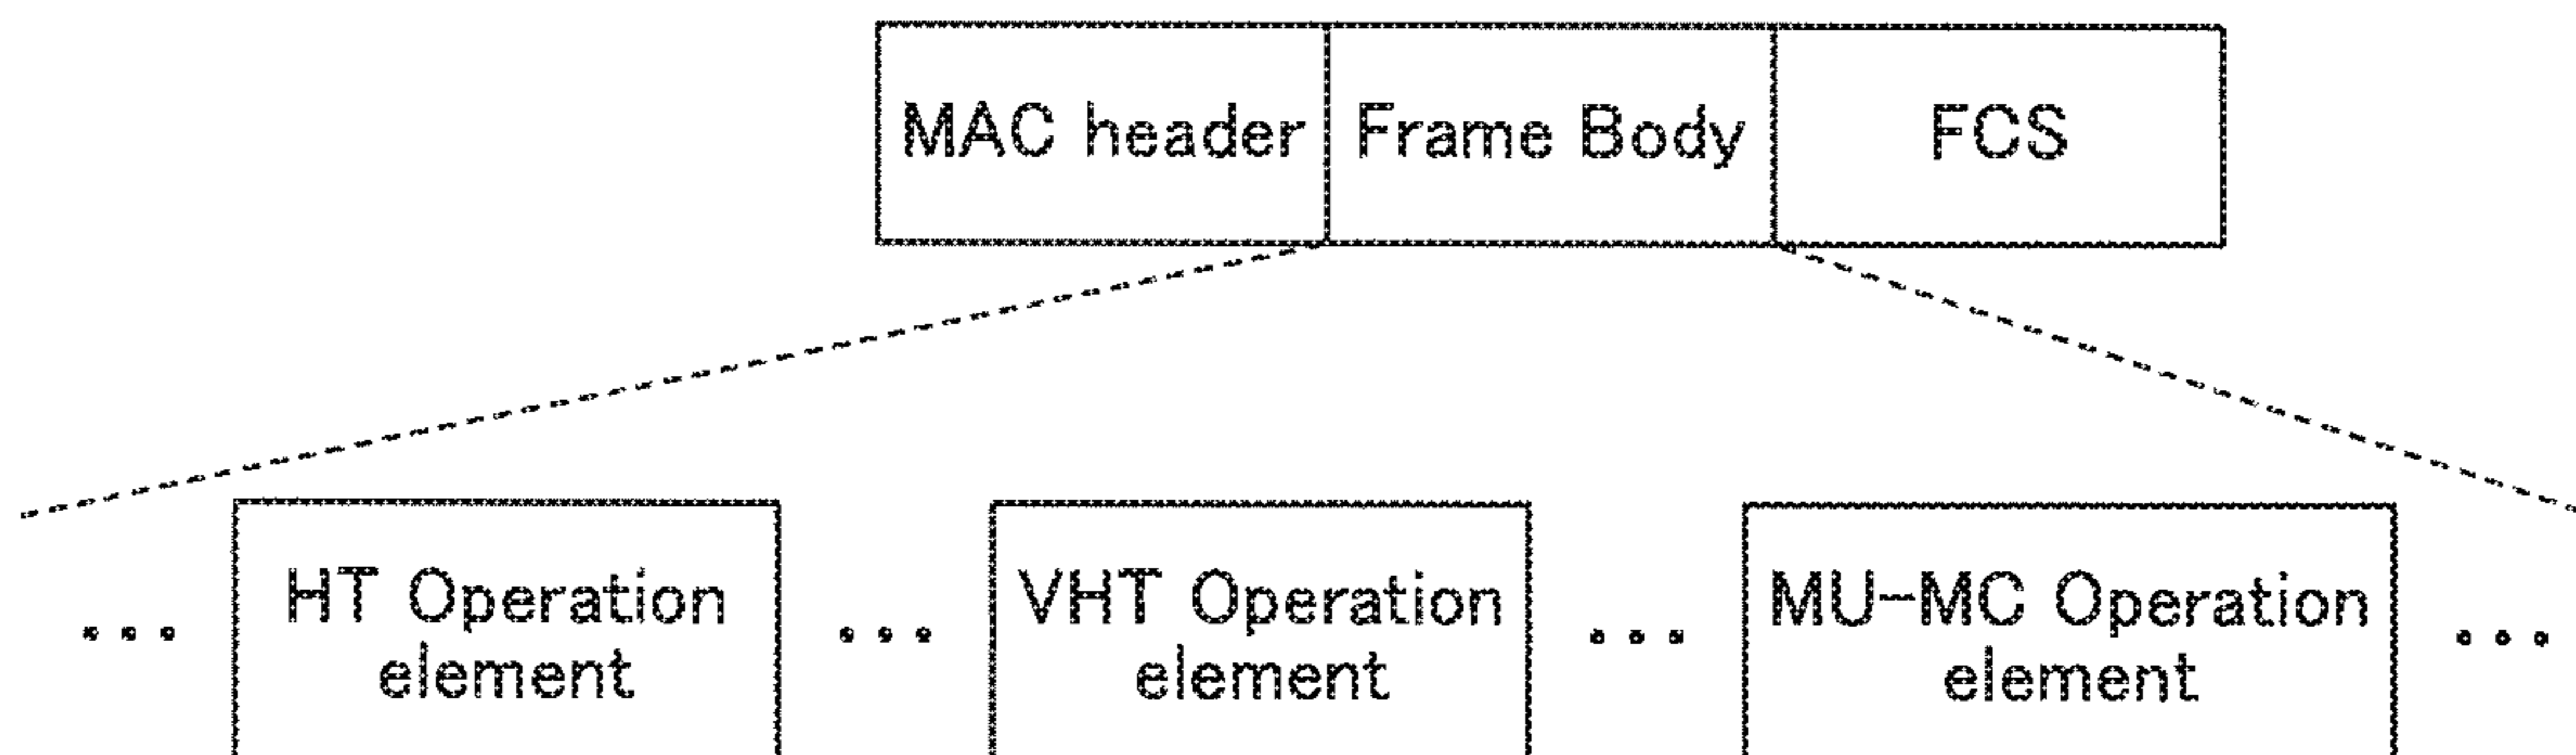 MAC header Frame Body FCS
... HT Operation ... VHT Operation ... MU-MC Operation ...
element element element